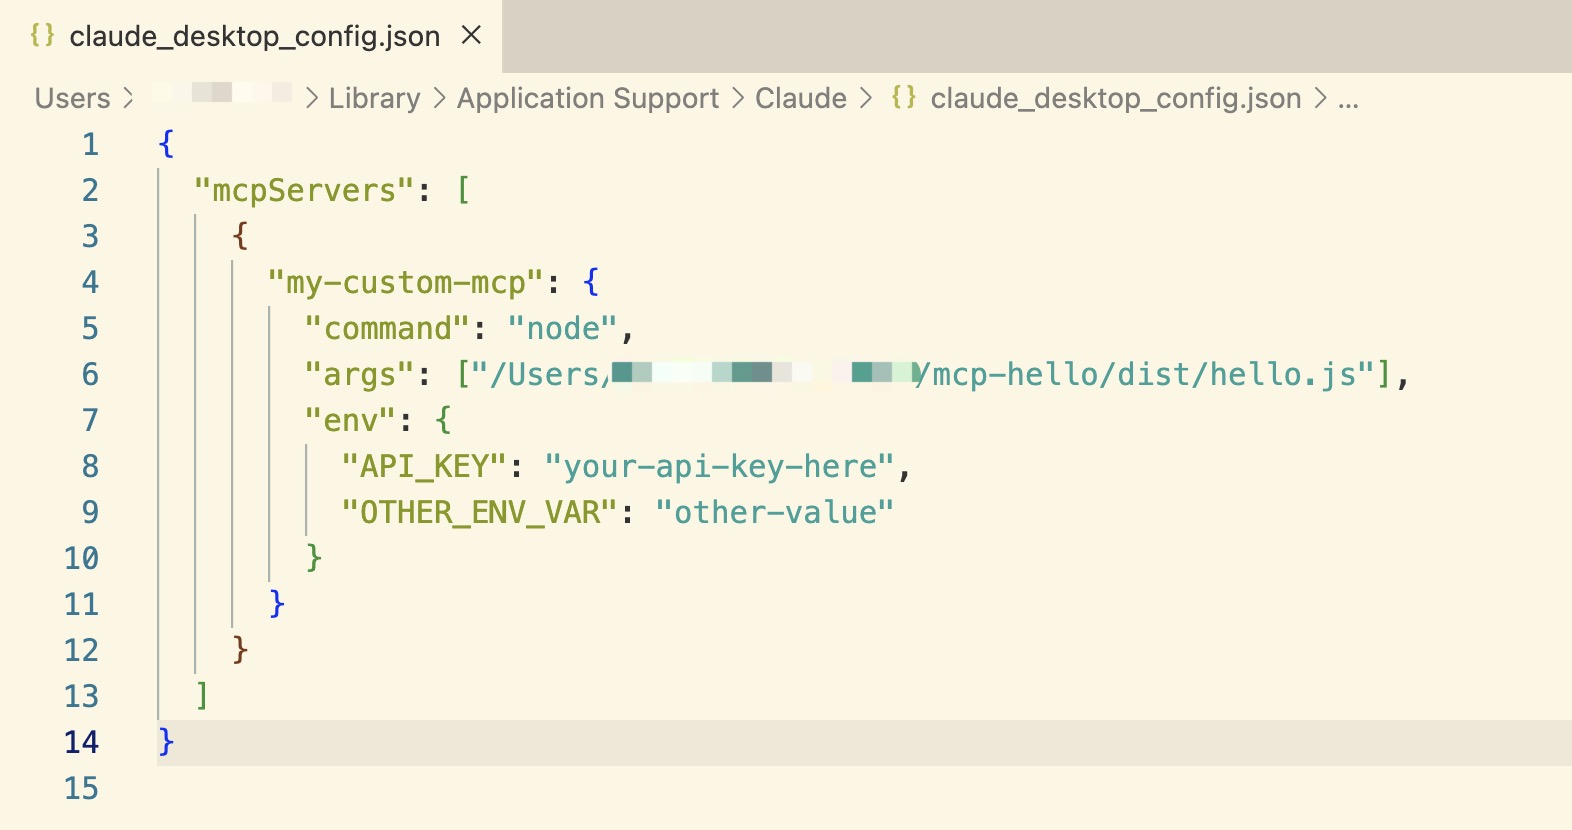 {} claude_desktop_config.json ×
Users > > Library > Application Support > Claude > {} claude_desktop_config.json > ...
1 {
2 "mcpServers": [
3 {
4 "my-custom-mcp": {
5 "command": "node",
6 "args": ["/Users/ /mcp-hello/dist/hello.js"],
7 "env": {
8 "API_KEY": "your-api-key-here",
9 "OTHER_ENV_VAR": "other-value"
10 }
11 }
12 }
13 ]
14 }
15